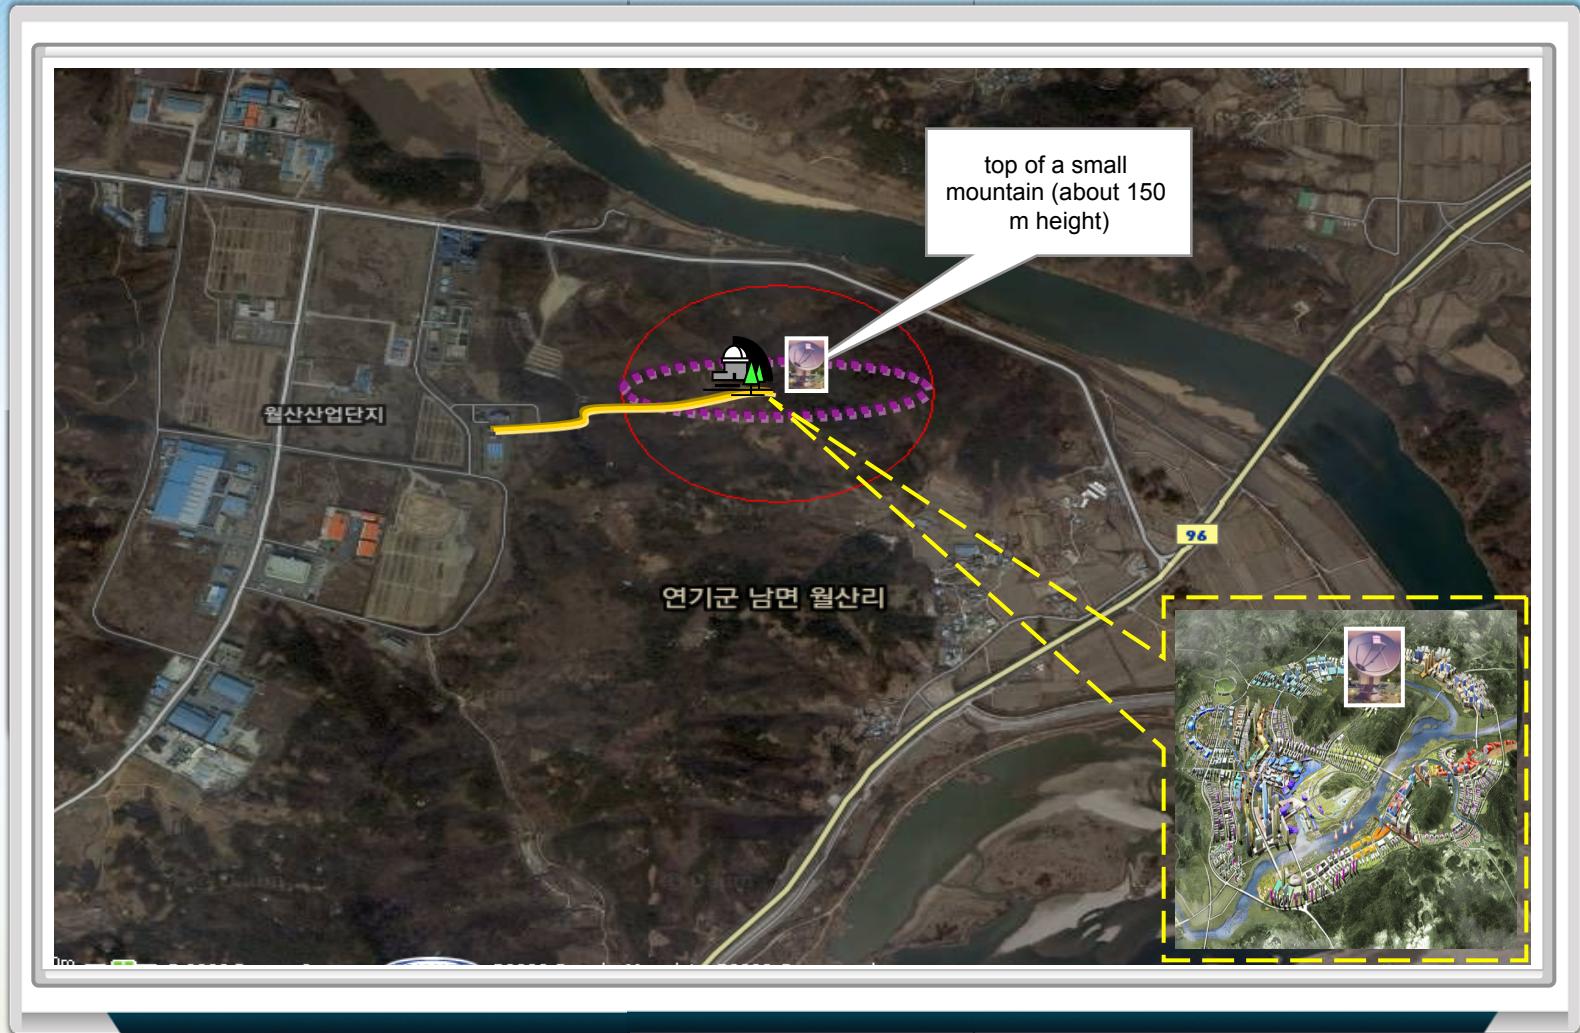 top of a small
mountain (about 150
m height)
월산산업단지
96
연기군 남면 월산리